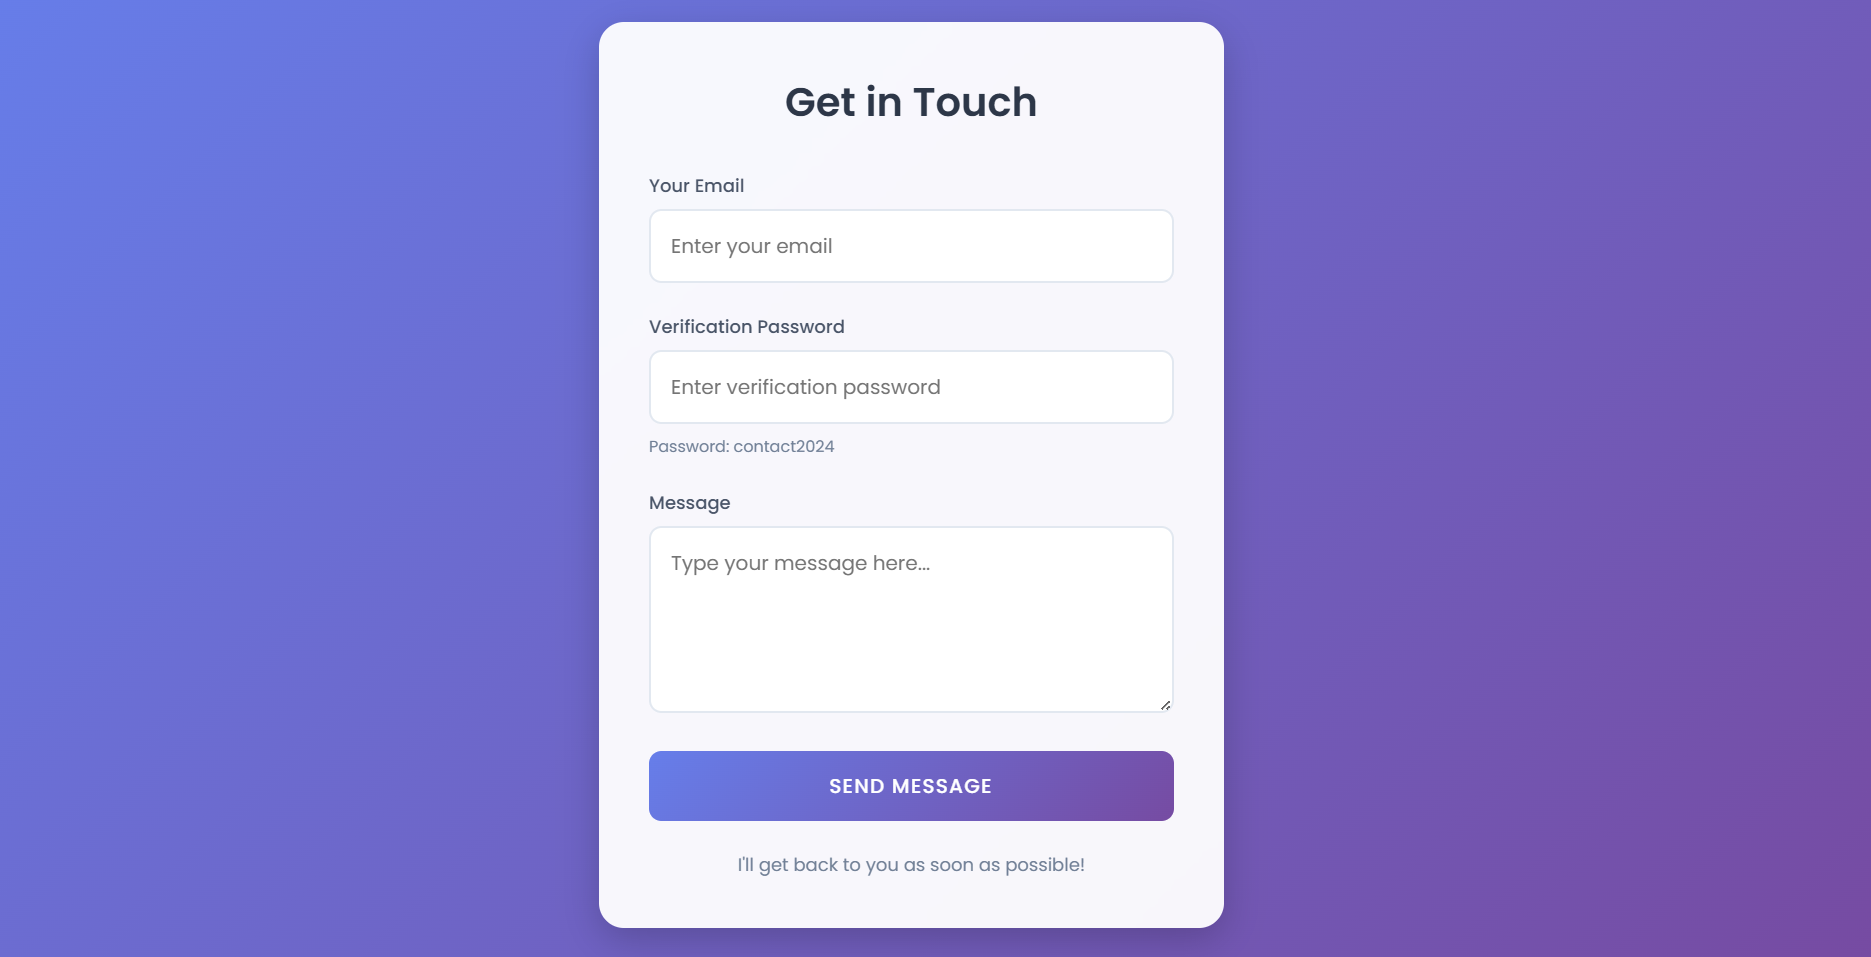 Get in Touch
Your Email
Enter your email
Verification Password
Enter verification password
Password: contact2024
Message
Type your message here...
SEND MESSAGE
I'll get back to you as soon as possible!